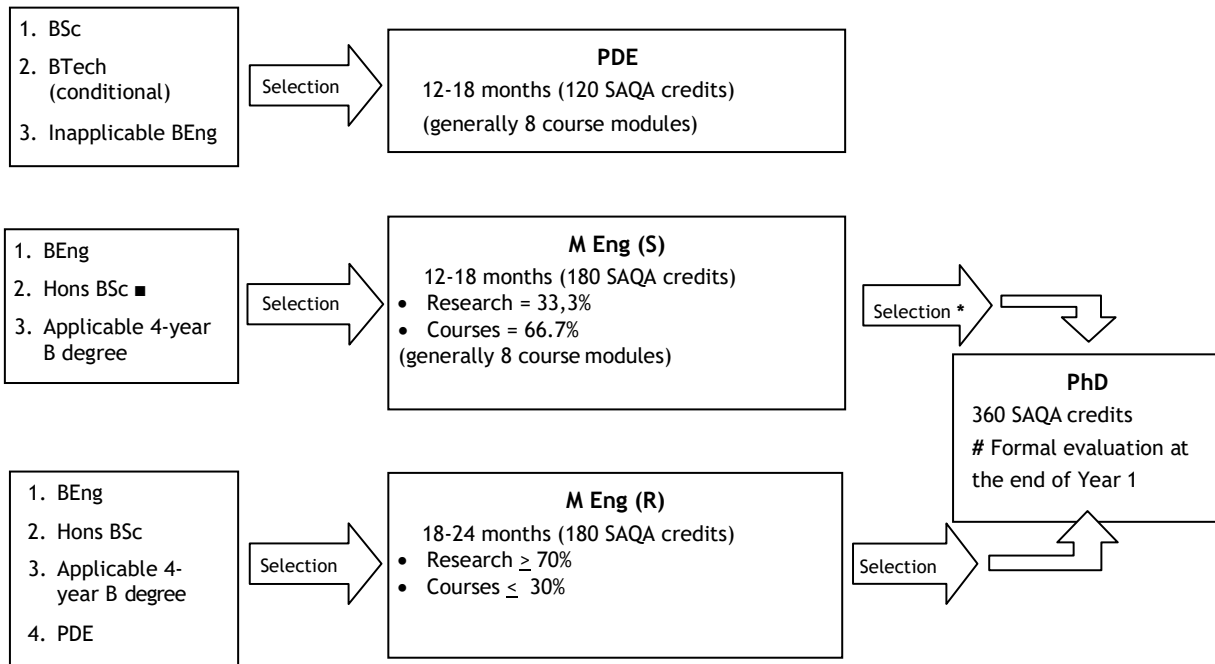 1. BSc
2. BTech
(conditional)
3. Inapplicable BEng
Selection
PDE
12-18 months (120 SAQA credits)
(generally 8 course modules)
1. BEng
2. Hons BSc ■
3. Applicable 4-year
B degree
Selection
M Eng (S)
12-18 months (180 SAQA credits)
• Research = 33,3%
• Courses = 66.7%
(generally 8 course modules)
Selection *
PhD
360 SAQA credits
# Formal evaluation at
the end of Year 1
1. BEng
2. Hons BSc
3. Applicable 4-
year B degree
4. PDE
Selection
M Eng (R)
18-24 months (180 SAQA credits)
• Research ≥ 70%
• Courses ≤ 30%
Selection